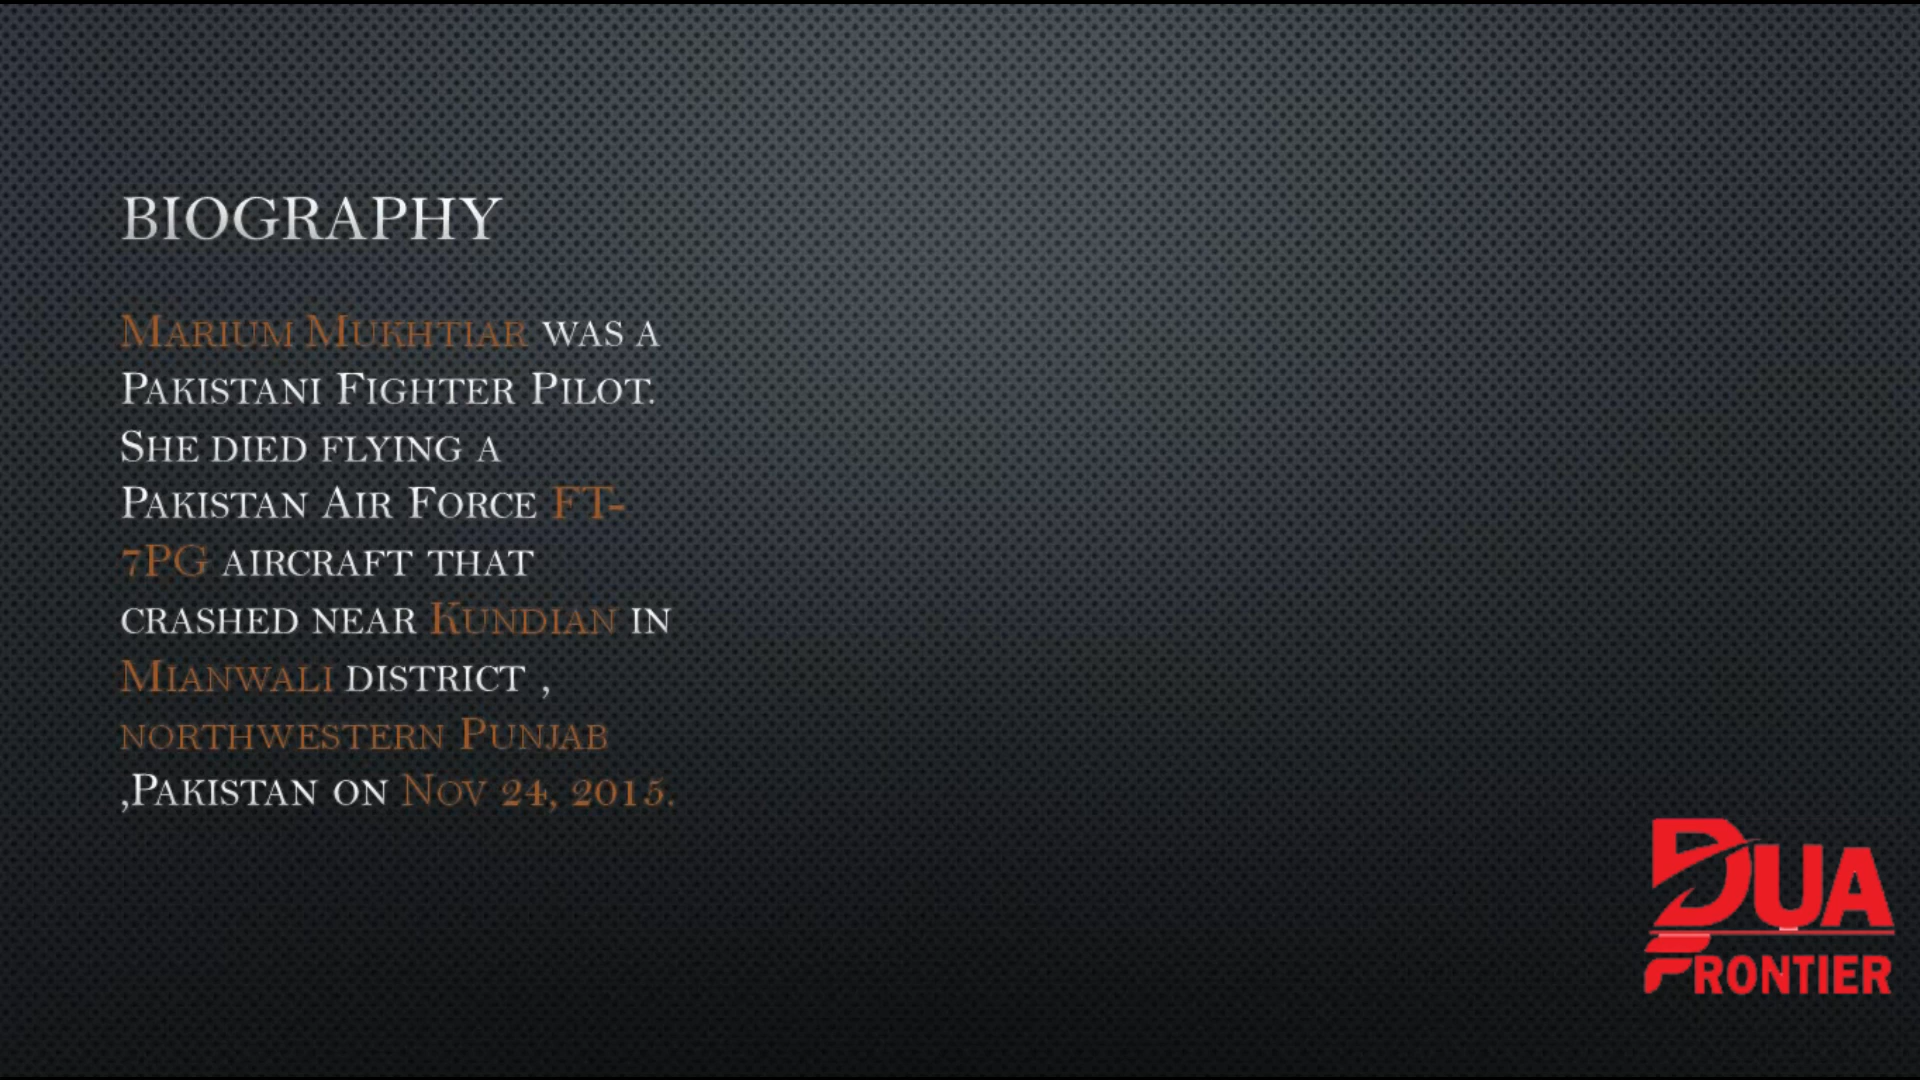 BIOGRAPHY
Marium Mukhtiar was a
Pakistani Fighter Pilot.
She died flying a
Pakistan Air Force FT-
7PG aircraft that
crashed near Kundian in
Mianwali district ,
northwestern Punjab
,Pakistan on Nov 24, 2015.
DUA
FRONTIER